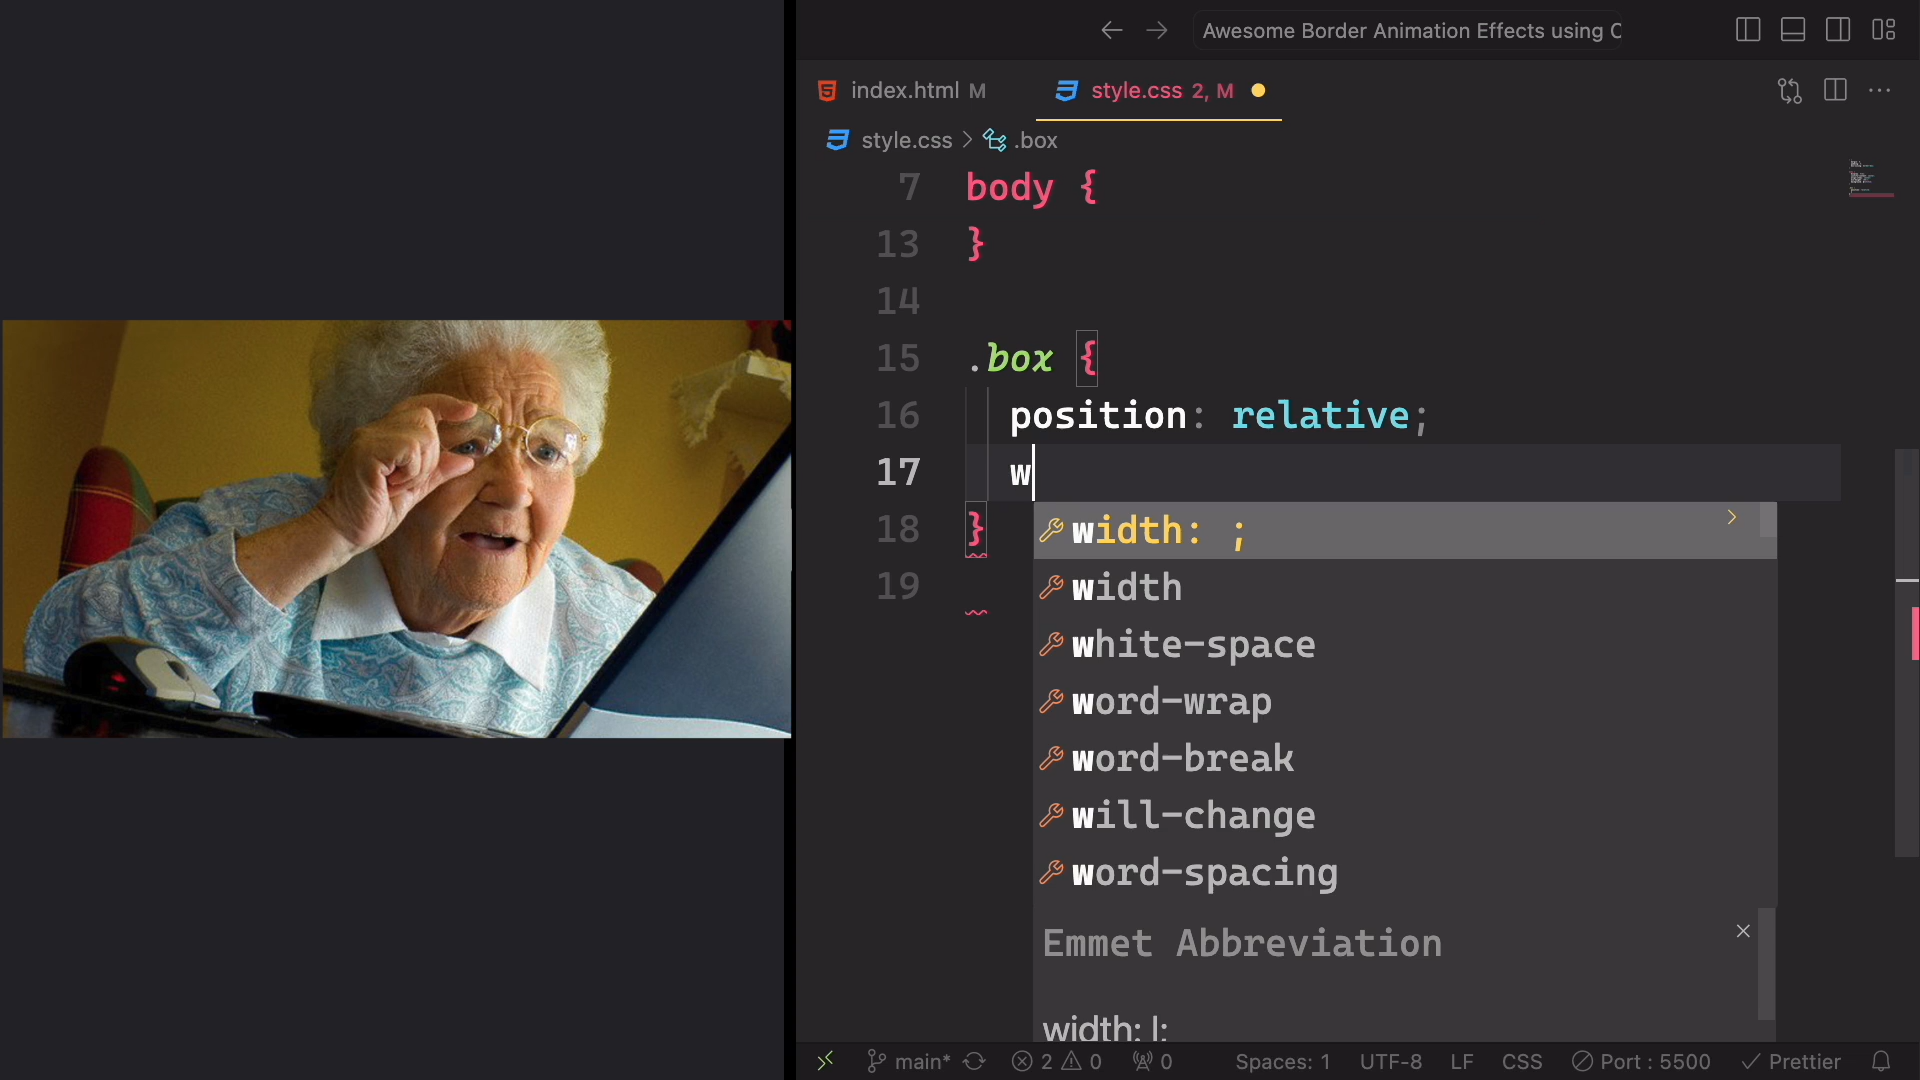 Awesome Border Animation Effects using C
index.html M
style.css 2, M
style.css > .box
7 body {
13 }
14
15 .box {
16 position: relative;
17 w
18 }
19
width: ;
width
white-space
word-wrap
word-break
will-change
word-spacing
Emmet Abbreviation
width: |;
main* 2 0 0 Spaces: 1 UTF-8 LF CSS Port : 5500 Prettier